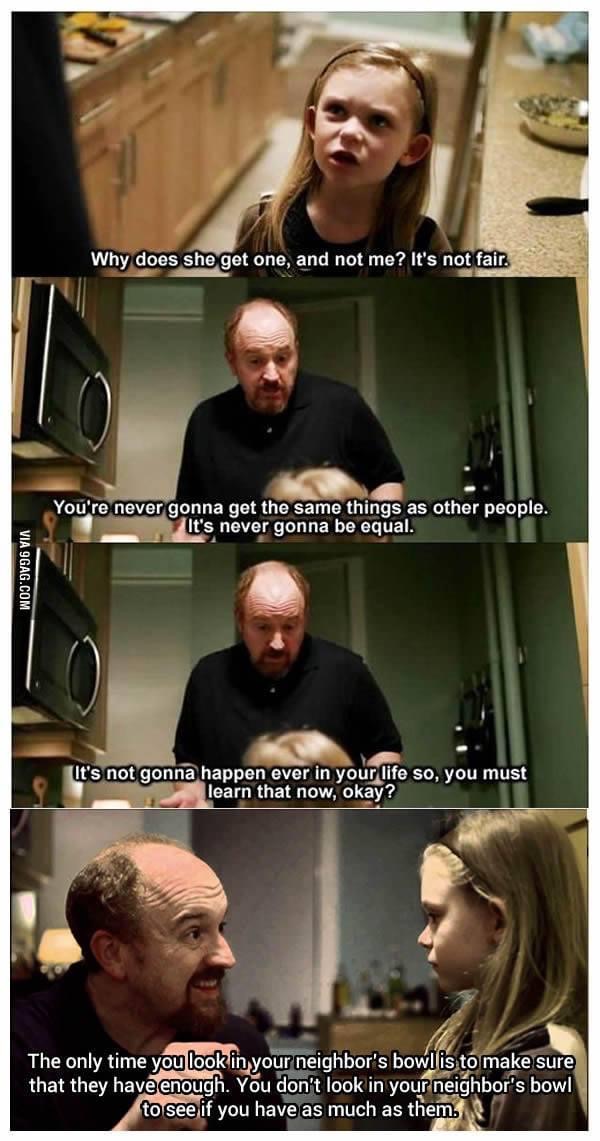 Why does she get one, and not me? It's not fair.
You're never gonna get the same things as other people.
It's never gonna be equal.
VIA 9GAG.COM
It's not gonna happen ever in your life so, you must
learn that now, okay?
The only time you look in your neighbor's bowl is to make sure
that they have enough. You don't look in your neighbor's bowl
to see if you have as much as them.